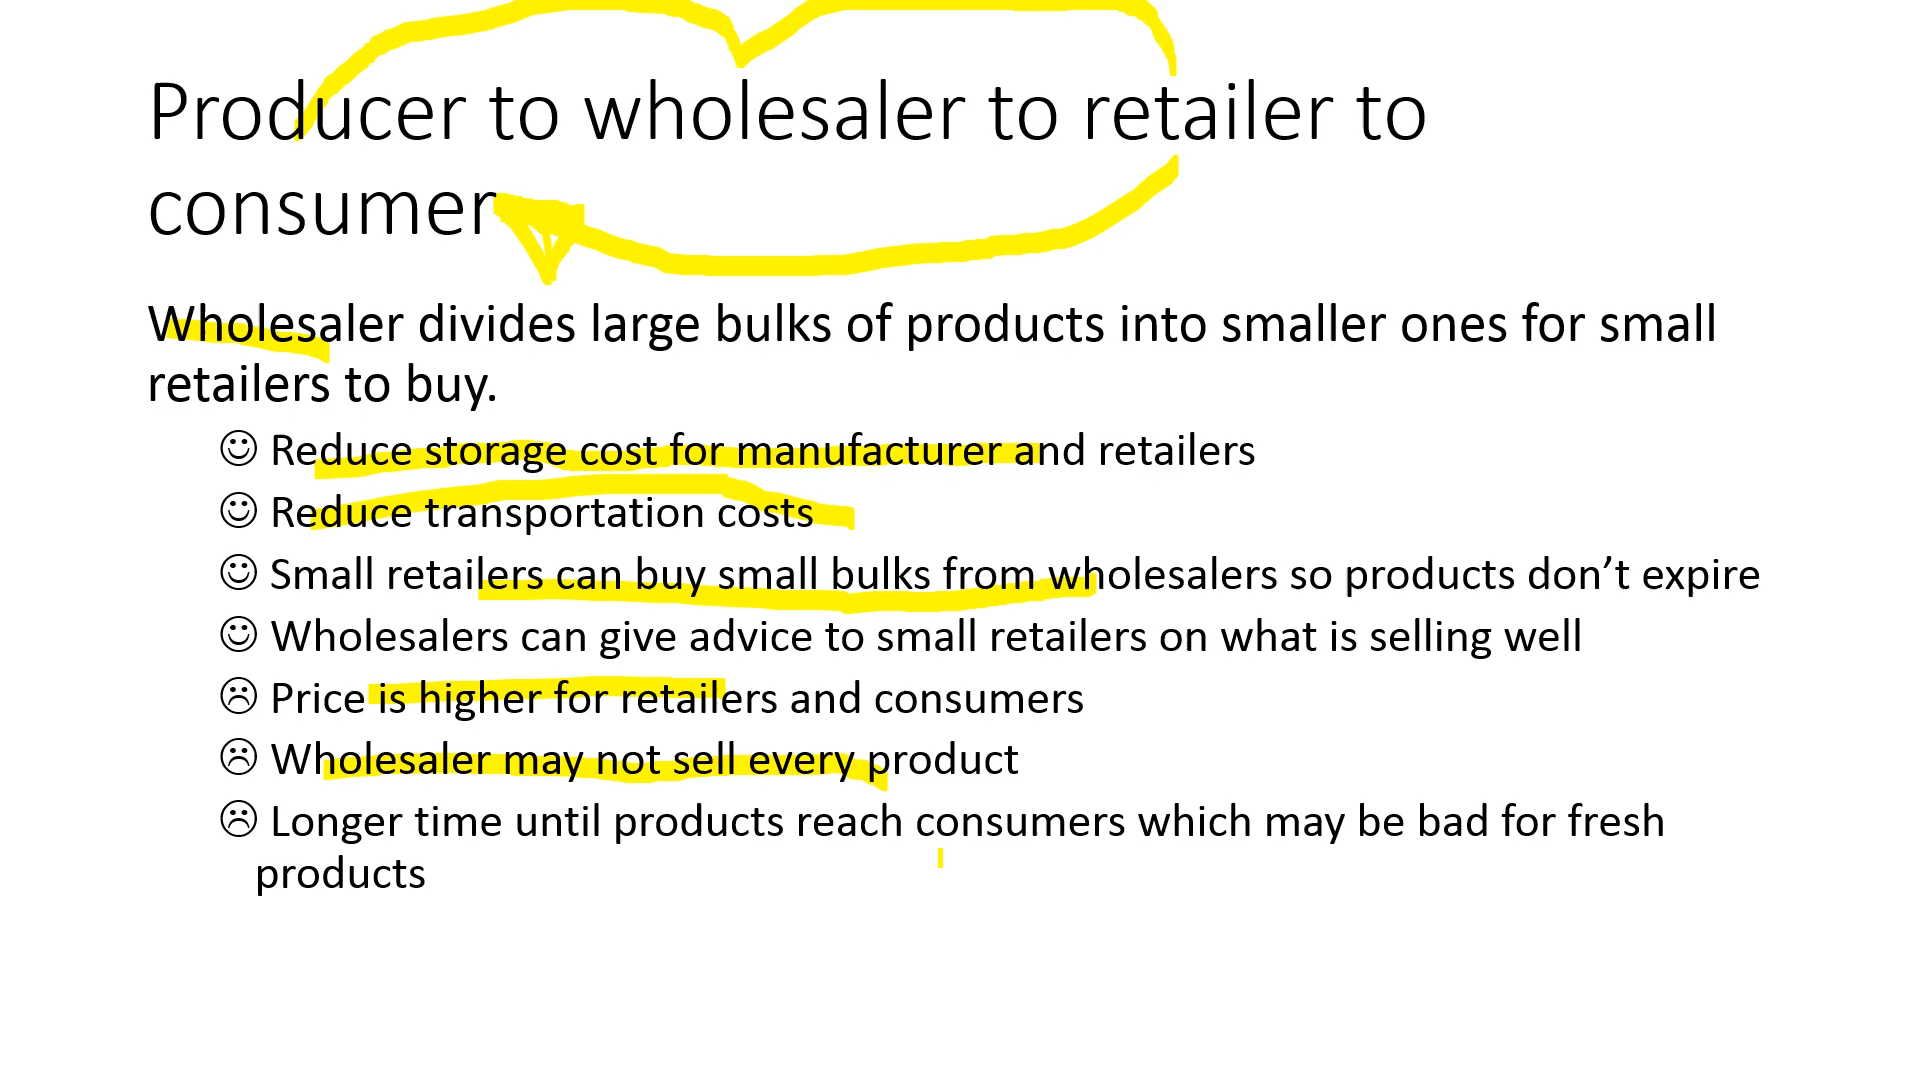 Producer to wholesaler to retailer to
consumer
Wholesaler divides large bulks of products into smaller ones for small
retailers to buy.
☺ Reduce storage cost for manufacturer and retailers
☺ Reduce transportation costs
☺ Small retailers can buy small bulks from wholesalers so products don’t expire
☺ Wholesalers can give advice to small retailers on what is selling well
☹ Price is higher for retailers and consumers
☹ Wholesaler may not sell every product
☹ Longer time until products reach consumers which may be bad for fresh
products